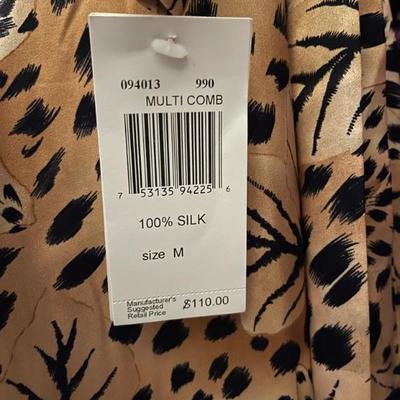 094013 990
MULTI COMB
7 53135 94225 6
100% SILK
size M
Manufacturer's
Suggested
Retail Price
$110.00